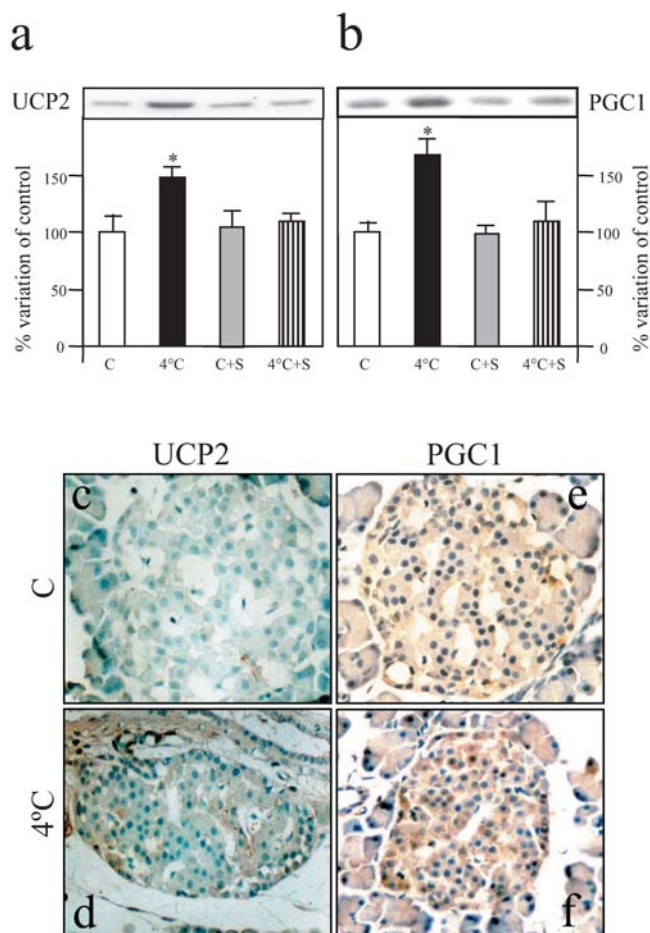 a
b
UCP2
PGC1
*
*
% variation of control
150
100
50
0
150
100
50
0
% variation of control
C
4°C
C+S
4°C+S
C
4°C
C+S
4°C+S
UCP2
PGC1
C
c
e
4ºC
d
f